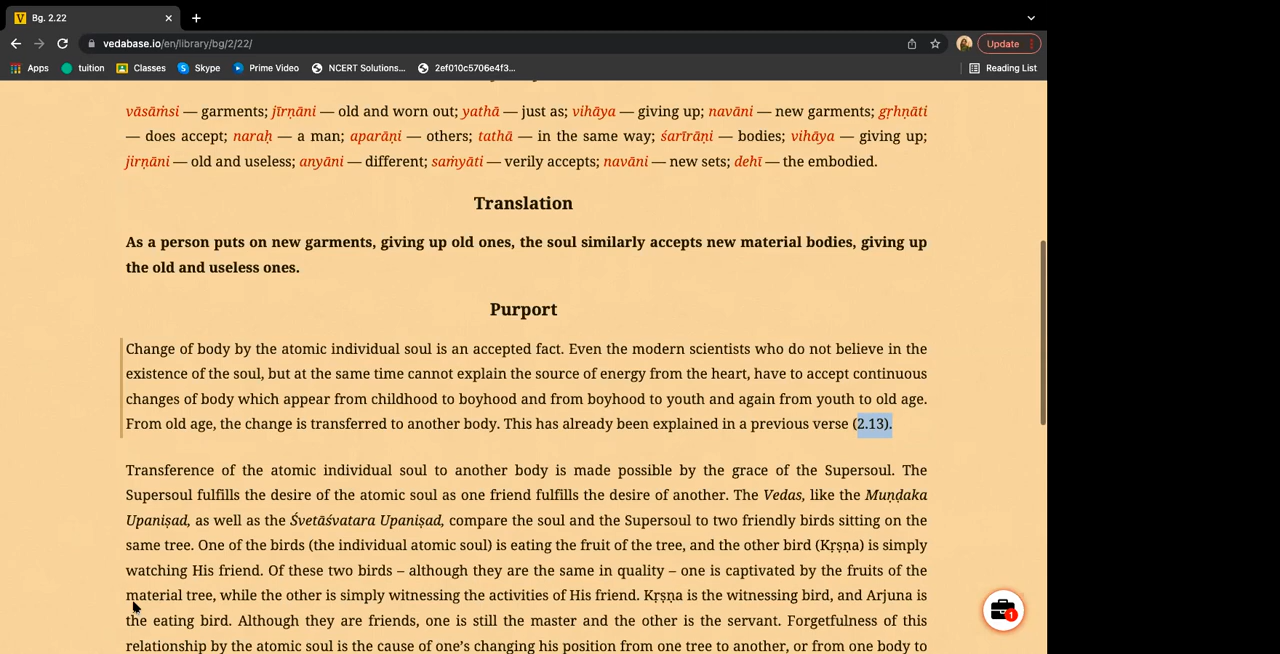 Bg. 2.22
vedabase.io/en/library/bg/2/22/
Update
Apps tuition Classes Skype Prime Video NCERT Solutions... 2ef010c5706e4f3... Reading List
vāsāṁsi — garments; jīrṇāni — old and worn out; yathā — just as; vihāya — giving up; navāni — new garments; gṛhṇāti
— does accept; naraḥ — a man; aparāṇi — others; tathā — in the same way; śarīrāṇi — bodies; vihāya — giving up;
jirṇāni — old and useless; anyāni — different; saṁyāti — verily accepts; navāni — new sets; dehī — the embodied.
Translation
As a person puts on new garments, giving up old ones, the soul similarly accepts new material bodies, giving up
the old and useless ones.
Purport
Change of body by the atomic individual soul is an accepted fact. Even the modern scientists who do not believe in the
existence of the soul, but at the same time cannot explain the source of energy from the heart, have to accept continuous
changes of body which appear from childhood to boyhood and from boyhood to youth and again from youth to old age.
From old age, the change is transferred to another body. This has already been explained in a previous verse (2.13).
Transference of the atomic individual soul to another body is made possible by the grace of the Supersoul. The
Supersoul fulfills the desire of the atomic soul as one friend fulfills the desire of another. The Vedas, like the Muṇḍaka
Upaniṣad, as well as the Śvetāśvatara Upaniṣad, compare the soul and the Supersoul to two friendly birds sitting on the
same tree. One of the birds (the individual atomic soul) is eating the fruit of the tree, and the other bird (Kṛṣṇa) is simply
watching His friend. Of these two birds – although they are the same in quality – one is captivated by the fruits of the
material tree, while the other is simply witnessing the activities of His friend. Kṛṣṇa is the witnessing bird, and Arjuna is
the eating bird. Although they are friends, one is still the master and the other is the servant. Forgetfulness of this
relationship by the atomic soul is the cause of one's changing his position from one tree to another, or from one body to
1